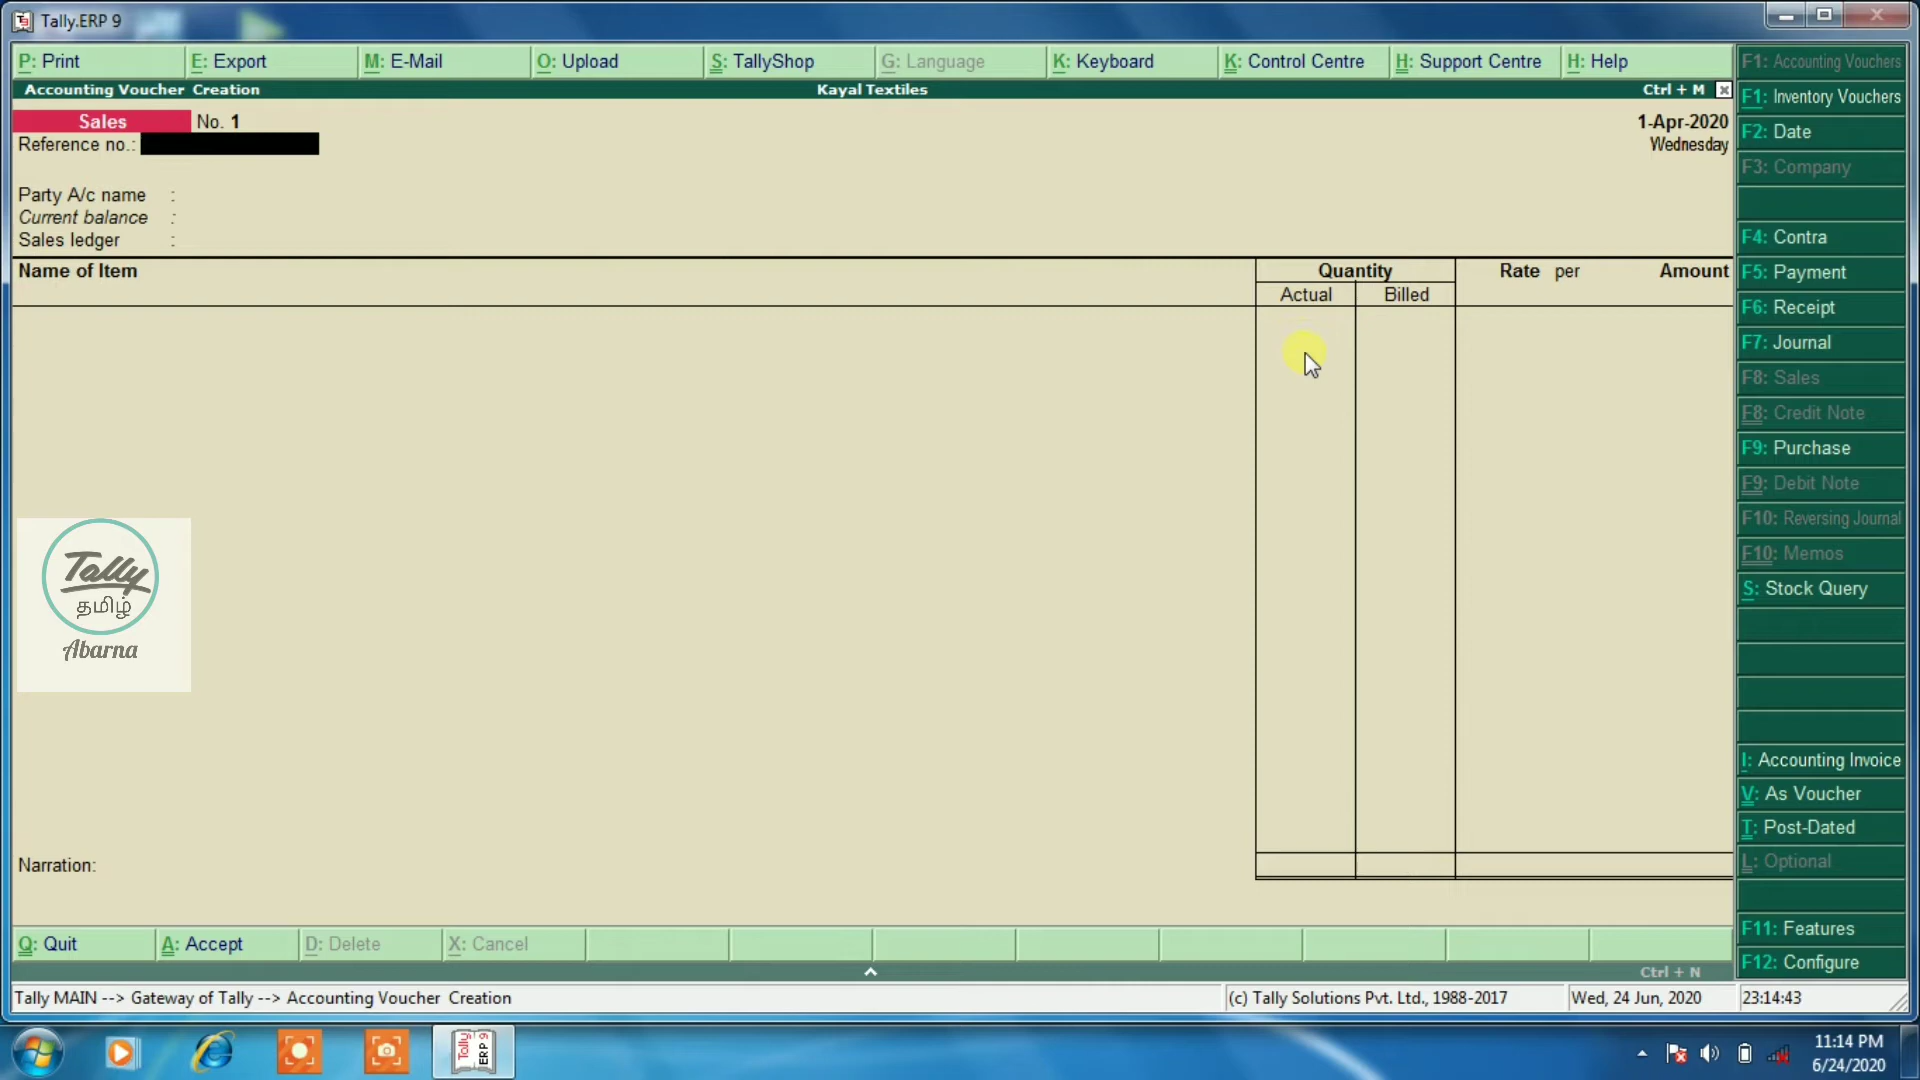 Tally.ERP 9
P: Print E: Export M: E-Mail O: Upload S: TallyShop G: Language K: Keyboard K: Control Centre H: Support Centre H: Help
Accounting Voucher Creation Kayal Textiles Ctrl + M
Sales No. 1 1-Apr-2020
Reference no.: Wednesday
Party A/c name :
Current balance :
Sales ledger :
Name of Item Quantity Rate per Amount
Actual Billed
Tally
தமிழ்
Abarna
Narration:
F1: Accounting Vouchers
F1: Inventory Vouchers
F2: Date
F3: Company
F4: Contra
F5: Payment
F6: Receipt
F7: Journal
F8: Sales
F8: Credit Note
F9: Purchase
F9: Debit Note
F10: Reversing Journal
F10: Memos
S: Stock Query
I: Accounting Invoice
V: As Voucher
T: Post-Dated
L: Optional
F11: Features
F12: Configure
Q: Quit A: Accept D: Delete X: Cancel
Ctrl + N
Tally MAIN --> Gateway of Tally --> Accounting Voucher Creation (c) Tally Solutions Pvt. Ltd., 1988-2017 Wed, 24 Jun, 2020 23:14:43
Tally
ERP 9
11:14 PM
6/24/2020